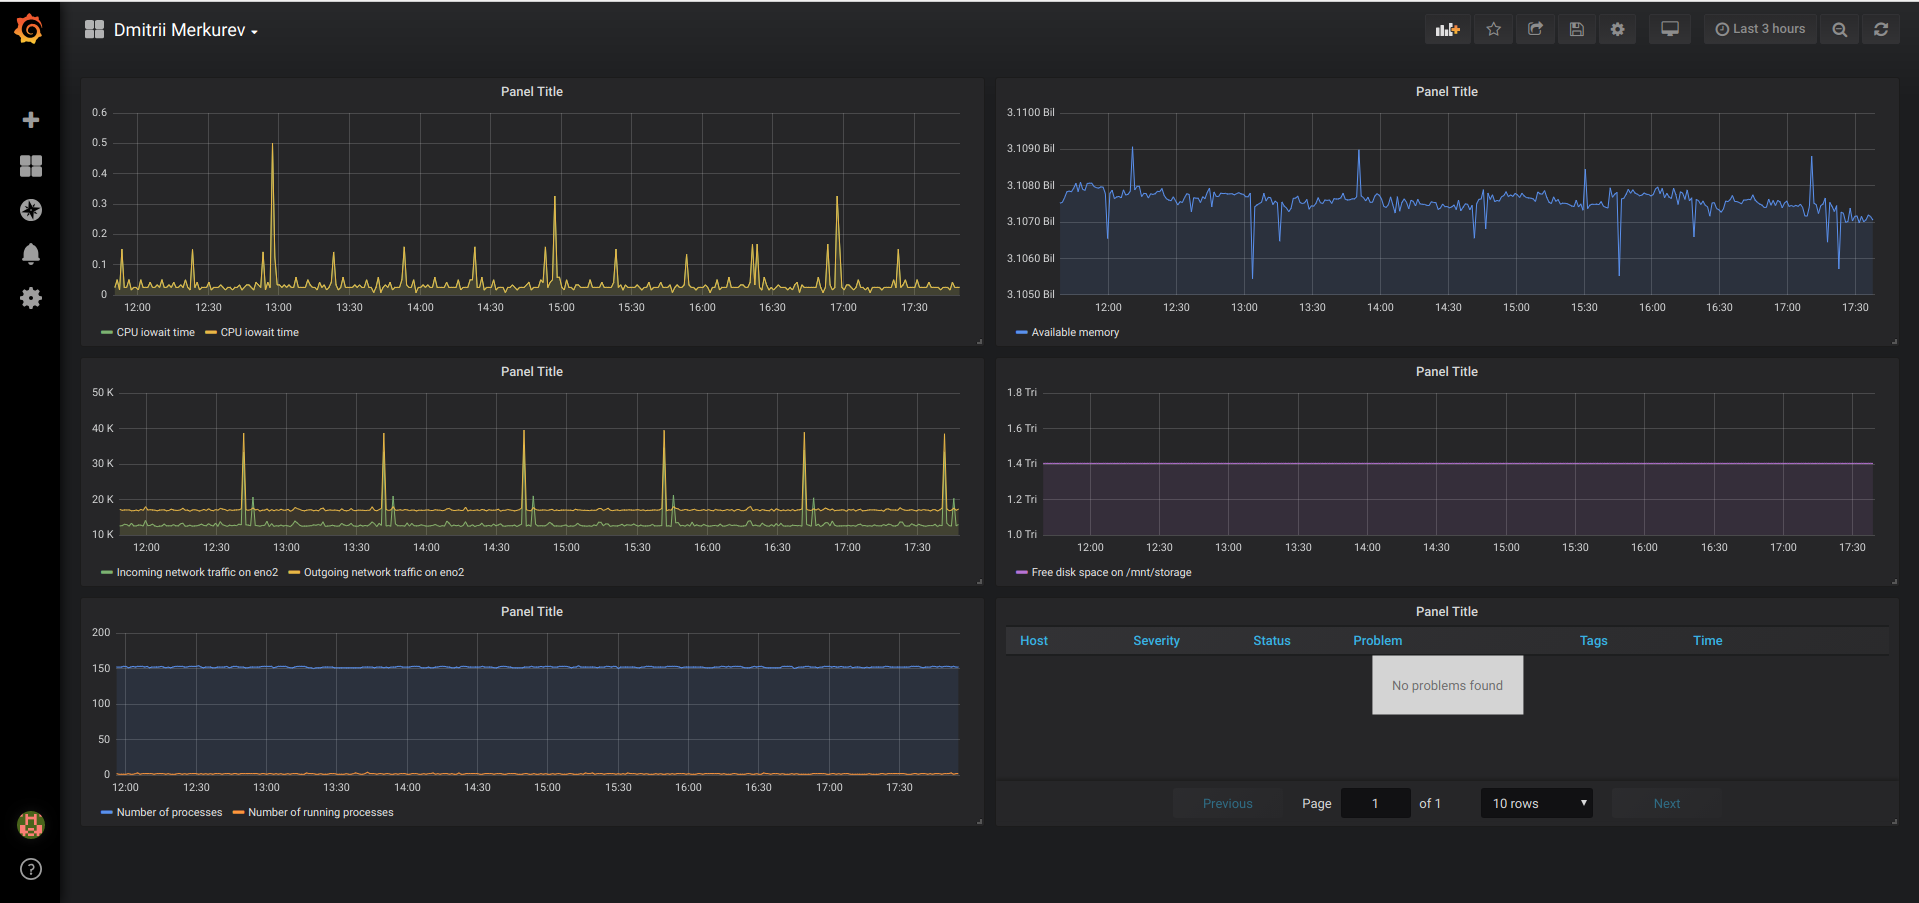 Dmitrii Merkurev
Last 3 hours
Panel Title
0.6
0.5
0.4
0.3
0.2
0.1
0
12:00 12:30 13:00 13:30 14:00 14:30 15:00 15:30 16:00 16:30 17:00 17:30
CPU iowait time CPU iowait time
Panel Title
3.1100 Bil
3.1090 Bil
3.1080 Bil
3.1070 Bil
3.1060 Bil
3.1050 Bil
12:00 12:30 13:00 13:30 14:00 14:30 15:00 15:30 16:00 16:30 17:00 17:30
Available memory
Panel Title
50 K
40 K
30 K
20 K
10 K
12:00 12:30 13:00 13:30 14:00 14:30 15:00 15:30 16:00 16:30 17:00 17:30
Incoming network traffic on eno2 Outgoing network traffic on eno2
Panel Title
1.8 Tri
1.6 Tri
1.4 Tri
1.2 Tri
1.0 Tri
12:00 12:30 13:00 13:30 14:00 14:30 15:00 15:30 16:00 16:30 17:00 17:30
Free disk space on /mnt/storage
Panel Title
200
150
100
50
0
12:00 12:30 13:00 13:30 14:00 14:30 15:00 15:30 16:00 16:30 17:00 17:30
Number of processes Number of running processes
Panel Title
Host Severity Status Problem Tags Time
No problems found
Previous Page 1 of 1 10 rows Next
?